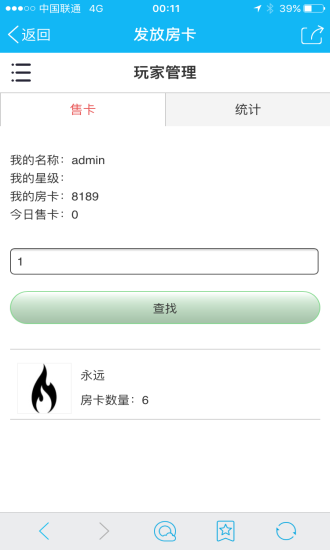 中国联通 4G 00:11 39%
返回 发放房卡
玩家管理
售卡 统计
我的名称：admin
我的星级：
我的房卡：8189
今日售卡：0
1
查找
永远
房卡数量：6